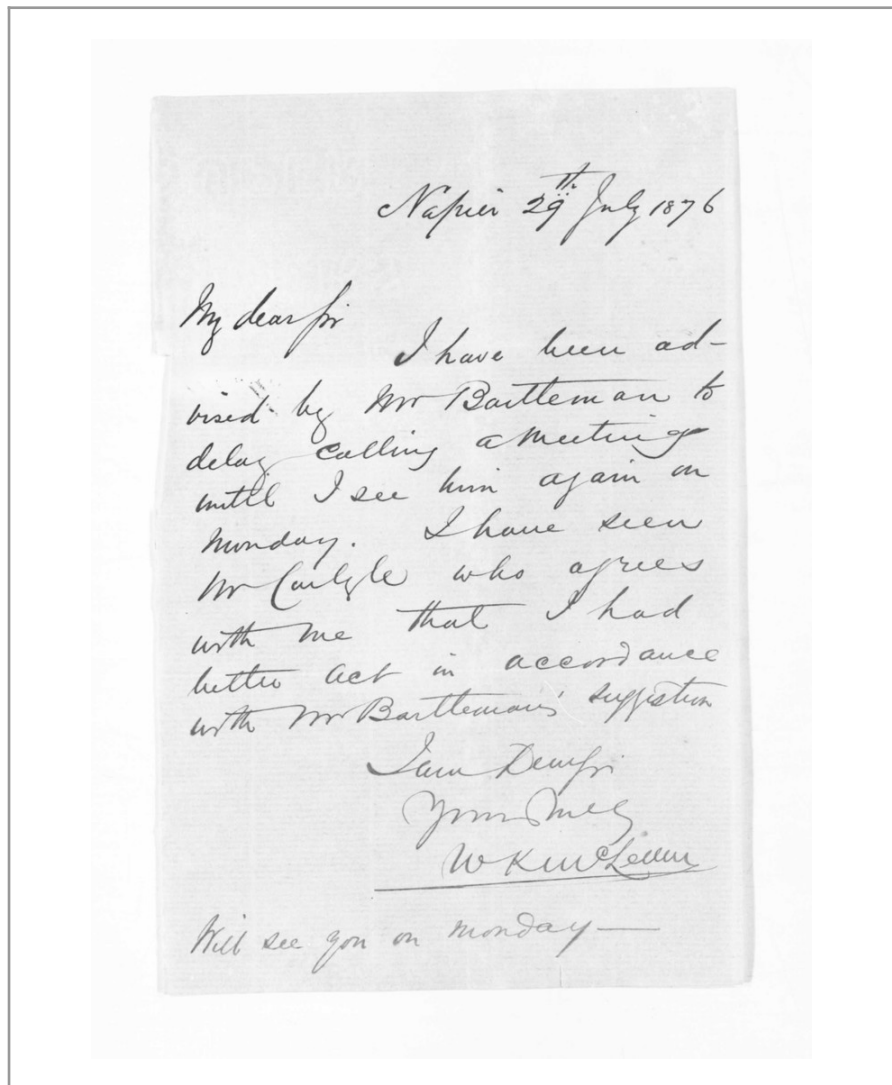 Napier 29th July 1876
My dear Sir
I have been ad-
vised by Mr Bartleman to
delay calling a Meeting
until I see him again on
Monday. I have seen
Mr Carlyle who agrees
with me that I had
better act in accordance
with Mr Bartleman's suggestion
I am Dear Sir
Yours truly
W K
Will see you on Monday —